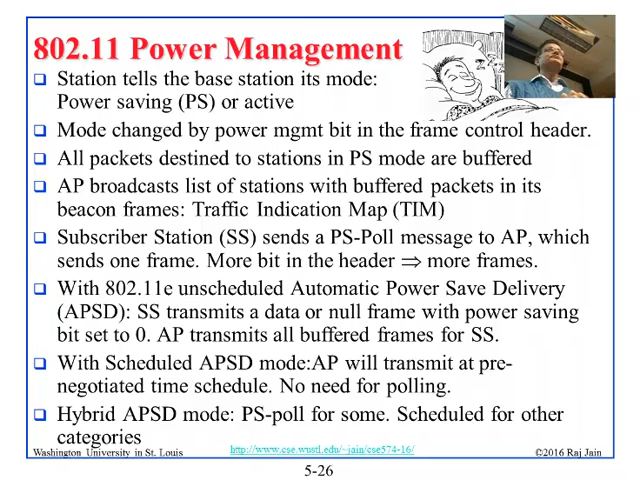 802.11 Power Management
Station tells the base station its mode:
Power saving (PS) or active
Mode changed by power mgmt bit in the frame control header.
All packets destined to stations in PS mode are buffered
AP broadcasts list of stations with buffered packets in its
beacon frames: Traffic Indication Map (TIM)
Subscriber Station (SS) sends a PS-Poll message to AP, which
sends one frame. More bit in the header ⇒ more frames.
With 802.11e unscheduled Automatic Power Save Delivery
(APSD): SS transmits a data or null frame with power saving
bit set to 0. AP transmits all buffered frames for SS.
With Scheduled APSD mode:AP will transmit at pre-
negotiated time schedule. No need for polling.
Hybrid APSD mode: PS-poll for some. Scheduled for other
categories
Washington University in St. Louis http://www.cse.wustl.edu/~jain/cse574-16/ ©2016 Raj Jain
5-26